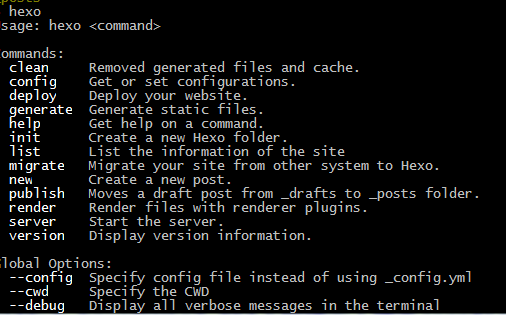 hexo
sage: hexo <command>
ommands:
clean Removed generated files and cache.
config Get or set configurations.
deploy Deploy your website.
generate Generate static files.
help Get help on a command.
init Create a new Hexo folder.
list List the information of the site
migrate Migrate your site from other system to Hexo.
new Create a new post.
publish Moves a draft post from _drafts to _posts folder.
render Render files with renderer plugins.
server Start the server.
version Display version information.
Global Options:
--config Specify config file instead of using _config.yml
--cwd Specify the CWD
--debug Display all verbose messages in the terminal